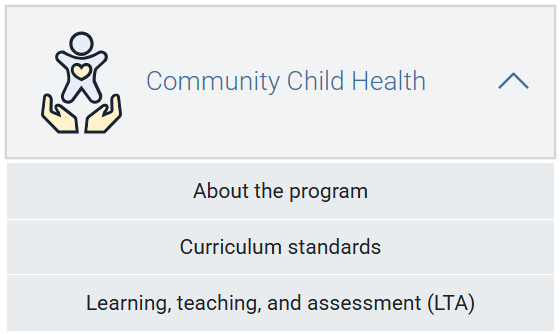 Community Child Health
About the program
Curriculum standards
Learning, teaching, and assessment (LTA)